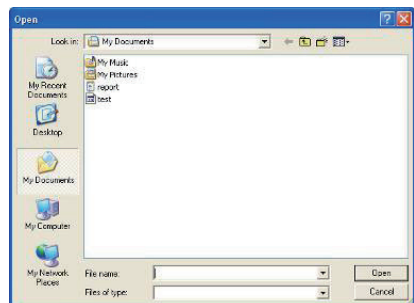 Open
Look in: My Documents
My Music
My Pictures
report
test
My Recent
Documents
Desktop
My Documents
My Computer
My Network
Places
File name:
Open
Files of type:
Cancel